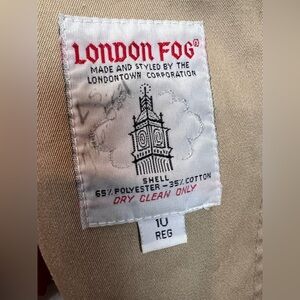 LONDON FOG®
MADE AND STYLED BY THE
LONDONTOWN CORPORATION
SHELL
65% POLYESTER-35% COTTON
DRY CLEAN ONLY
10
REG